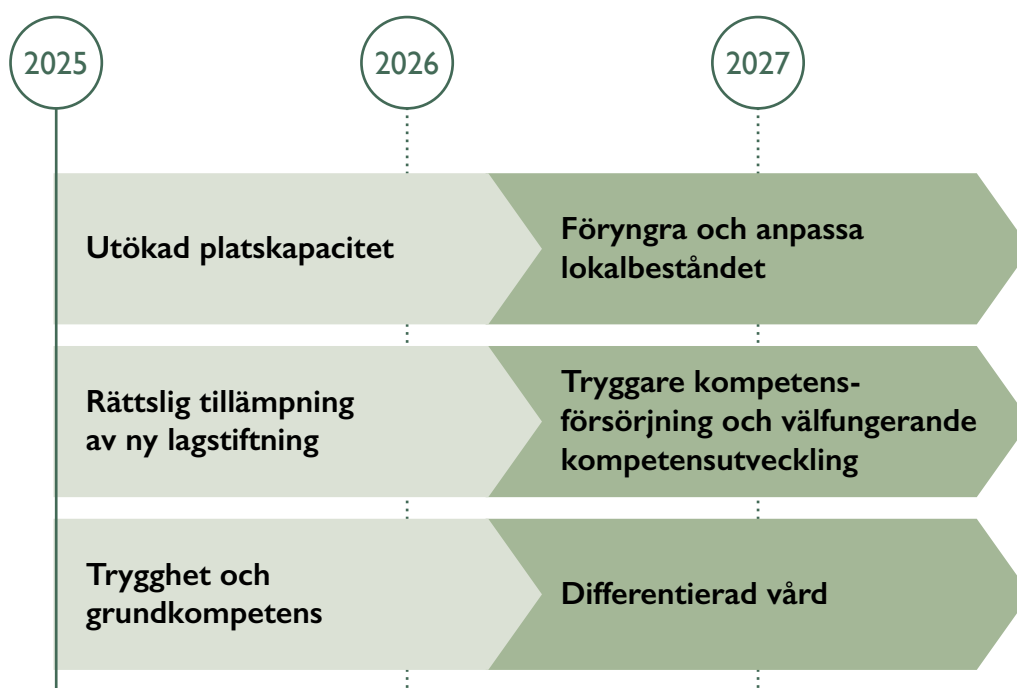 2025
2026
2027
Utökad platskapacitet
Föryngra och anpassa
lokalbeståndet
Rättslig tillämpning
av ny lagstiftning
Tryggare kompetens-
försörjning och välfungerande
kompetensutveckling
Trygghet och
grundkompetens
Differentierad vård